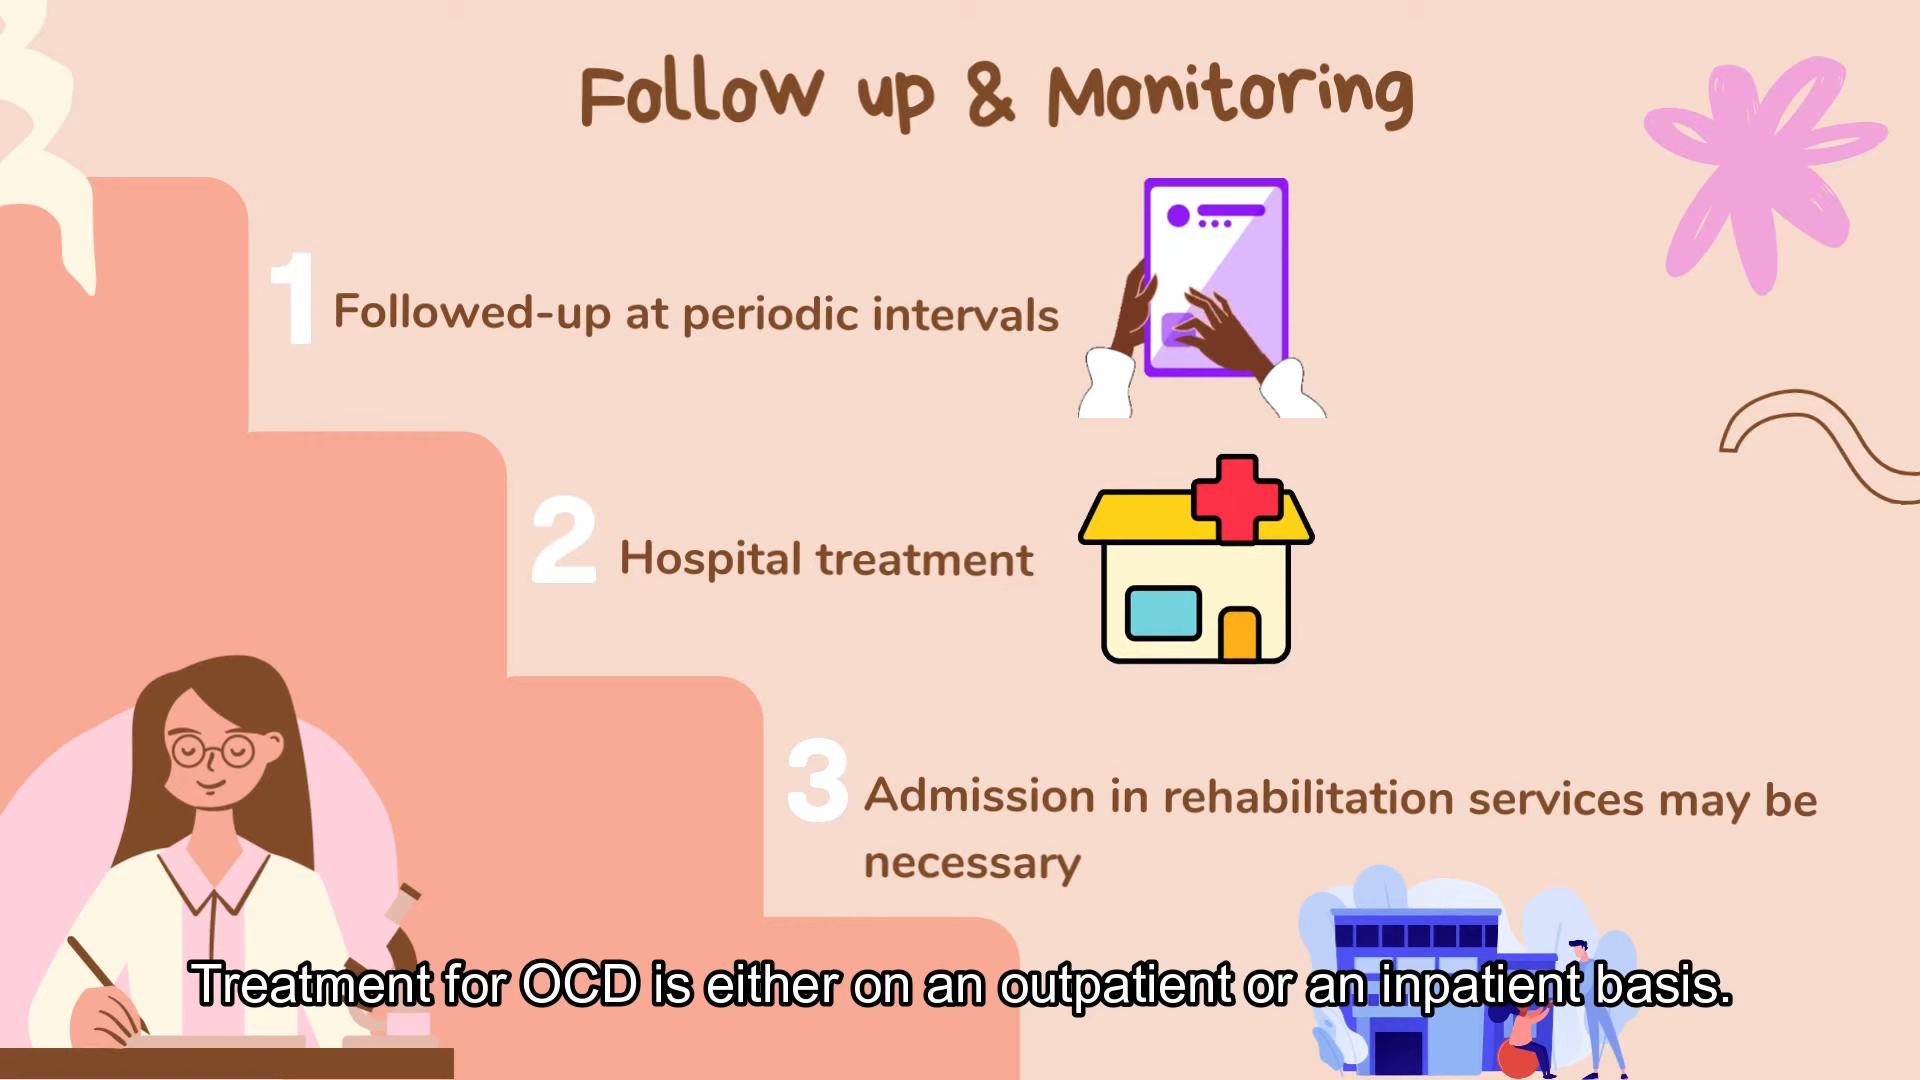 Follow up & Monitoring
1 Followed-up at periodic intervals
2 Hospital treatment
3 Admission in rehabilitation services may be
necessary
Treatment for OCD is either on an outpatient or an inpatient basis.